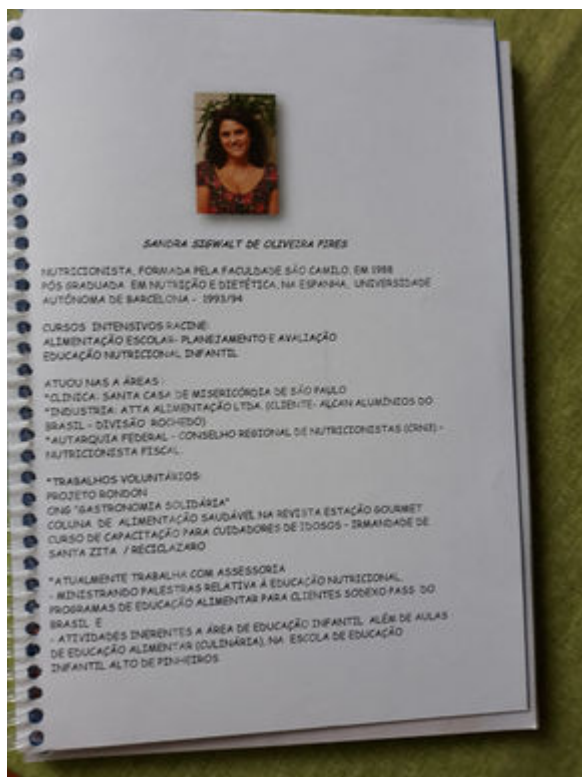 SANDRA SIGWALT DE OLIVEIRA PIRES
NUTRICIONISTA, FORMADA PELA FACULDADE SÃO CAMILO, EM 1988
PÓS GRADUADA EM NUTRIÇÃO E DIETÉTICA, NA ESPANHA, UNIVERSIDADE
AUTÔNOMA DE BARCELONA - 1993/94
CURSOS INTENSIVOS RACINE:
ALIMENTAÇÃO ESCOLAR- PLANEJAMENTO E AVALIAÇÃO
EDUCAÇÃO NUTRICIONAL INFANTIL
ATUOU NAS A ÁREAS :
*CLINICA: SANTA CASA DE MISERICÓRDIA DE SÃO PAULO
*INDUSTRIA: ATTA ALIMENTAÇÃO LTDA. (CLIENTE- ALCAN ALUMÍNIOS DO
BRASIL - DIVISÃO ROCHEDO)
*AUTARQUIA FEDERAL - CONSELHO REGIONAL DE NUTRICIONISTAS (CRN3) -
NUTRICIONISTA FISCAL.
*TRABALHOS VOLUNTÁRIOS:
PROJETO RONDON
ONG "GASTRONOMIA SOLIDÁRIA"
COLUNA DE ALIMENTAÇÃO SAUDÁVEL NA REVISTA ESTAÇÃO GOURMET
CURSO DE CAPACITAÇÃO PARA CUIDADORES DE IDOSOS - IRMANDADE DE
SANTA ZITA / RECICLAZARO
*ATUALMENTE TRABALHA COM ASSESSORIA
- MINISTRANDO PALESTRAS RELATIVA À EDUCAÇÃO NUTRICIONAL,
PROGRAMAS DE EDUCAÇÃO ALIMENTAR PARA CLIENTES SODEXO PASS DO
BRASIL E
- ATIVIDADES INERENTES A ÁREA DE EDUCAÇÃO INFANTIL ALÉM DE AULAS
DE EDUCAÇÃO ALIMENTAR (CULINÁRIA), NA ESCOLA DE EDUCAÇÃO
INFANTIL ALTO DE PINHEIROS.